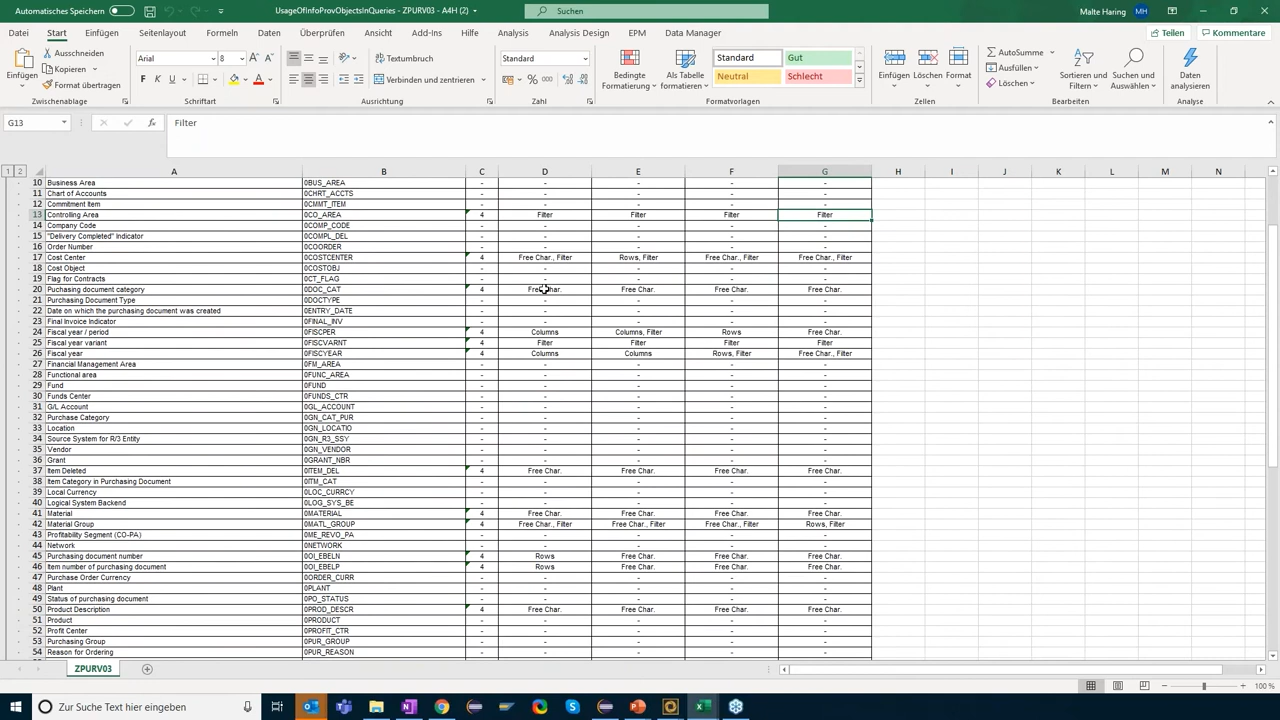 Automatisches Speichern UsageOfInfoProvObjectsInQueries - ZPURV03 - A4H (2) Suchen Malte Haring MH
Datei Start Einfügen Seitenlayout Formeln Daten Überprüfen Ansicht Add-Ins Hilfe Analysis Analysis Design EPM Data Manager Teilen Kommentare
Einfügen Ausschneiden Kopieren Format übertragen Zwischenablage
Arial 8 F K U Schriftart
Textumbruch Verbinden und zentrieren Ausrichtung
Standard Zahl
Bedingte Formatierung Als Tabelle formatieren Standard Gut Neutral Schlecht Formatvorlagen
Einfügen Löschen Format Zellen
AutoSumme Ausfüllen Löschen Sortieren und Filtern Suchen und Auswählen Bearbeiten
Daten analysieren Analyse
G13 Filter
1 2 A B C D E F G H I J K L M N
10 Business Area 0BUS_AREA - - - - -
11 Chart of Accounts 0CHRT_ACCTS - - - - -
12 Commitment Item 0CMMT_ITEM - - - - -
13 Controlling Area 0CO_AREA 4 Filter Filter Filter Filter
14 Company Code 0COMP_CODE - - - - -
15 "Delivery Completed" Indicator 0COMPL_DEL - - - - -
16 Order Number 0COORDER - - - - -
17 Cost Center 0COSTCENTER 4 Free Char., Filter Rows, Filter Free Char., Filter Free Char., Filter
18 Cost Object 0COSTOBJ - - - - -
19 Flag for Contracts 0CT_FLAG - - - - -
20 Puchasing document category 0DOC_CAT 4 Free Char. Free Char. Free Char. Free Char.
21 Purchasing Document Type 0DOCTYPE - - - - -
22 Date on which the purchasing document was created 0ENTRY_DATE - - - - -
23 Final Invoice Indicator 0FINAL_INV - - - - -
24 Fiscal year / period 0FISCPER 4 Columns Columns, Filter Rows Free Char.
25 Fiscal year variant 0FISCVARNT 4 Filter Filter Filter Filter
26 Fiscal year 0FISCYEAR 4 Columns Columns Rows, Filter Free Char., Filter
27 Financial Management Area 0FM_AREA - - - - -
28 Functional area 0FUNC_AREA - - - - -
29 Fund 0FUND - - - - -
30 Funds Center 0FUNDS_CTR - - - - -
31 G/L Account 0GL_ACCOUNT - - - - -
32 Purchase Category 0GN_CAT_PUR - - - - -
33 Location 0GN_LOCATIO - - - - -
34 Source System for R/3 Entity 0GN_R3_SSY - - - - -
35 Vendor 0GN_VENDOR - - - - -
36 Grant 0GRANT_NBR - - - - -
37 Item Deleted 0ITEM_DEL 4 Free Char. Free Char. Free Char. Free Char.
38 Item Category in Purchasing Document 0ITM_CAT - - - - -
39 Local Currency 0LOC_CURRCY - - - - -
40 Logical System Backend 0LOG_SYS_BE - - - - -
41 Material 0MATERIAL 4 Free Char. Free Char. Free Char. Free Char.
42 Material Group 0MATL_GROUP 4 Free Char., Filter Free Char., Filter Free Char., Filter Rows, Filter
43 Profitability Segment (CO-PA) 0ME_REVO_PA - - - - -
44 Network 0NETWORK - - - - -
45 Purchasing document number 0OI_EBELN 4 Rows Free Char. Free Char. Free Char.
46 Item number of purchasing document 0OI_EBELP 4 Rows Free Char. Free Char. Free Char.
47 Purchase Order Currency 0ORDER_CURR - - - - -
48 Plant 0PLANT - - - - -
49 Status of purchasing document 0PO_STATUS - - - - -
50 Product Description 0PROD_DESCR 4 Free Char. Free Char. Free Char. Free Char.
51 Product 0PRODUCT - - - - -
52 Profit Center 0PROFIT_CTR - - - - -
53 Purchasing Group 0PUR_GROUP - - - - -
54 Reason for Ordering 0PUR_REASON - - - - -
ZPURV03
100 %
Zur Suche Text hier eingeben